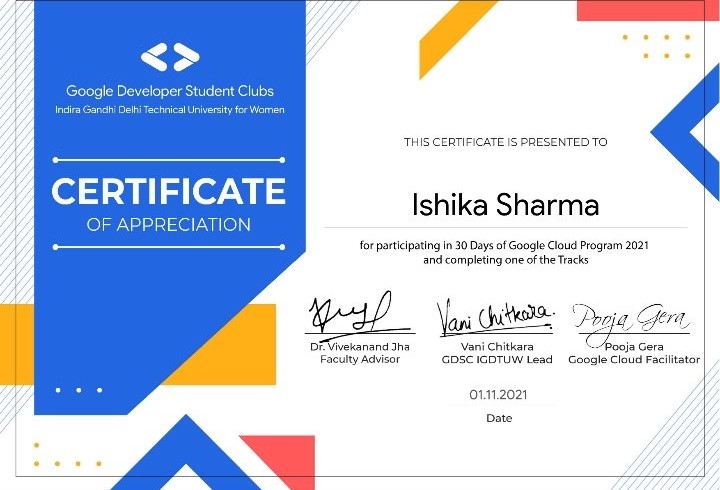 Google Developer Student Clubs
Indira Gandhi Delhi Technical University for Women
CERTIFICATE
OF APPRECIATION
THIS CERTIFICATE IS PRESENTED TO
Ishika Sharma
for participating in 30 Days of Google Cloud Program 2021
and completing one of the Tracks
Vani Chitkara.
Pooja Gera
Dr. Vivekanand Jha
Faculty Advisor
Vani Chitkara
GDSC IGDTUW Lead
Pooja Gera
Google Cloud Facilitator
01.11.2021
Date